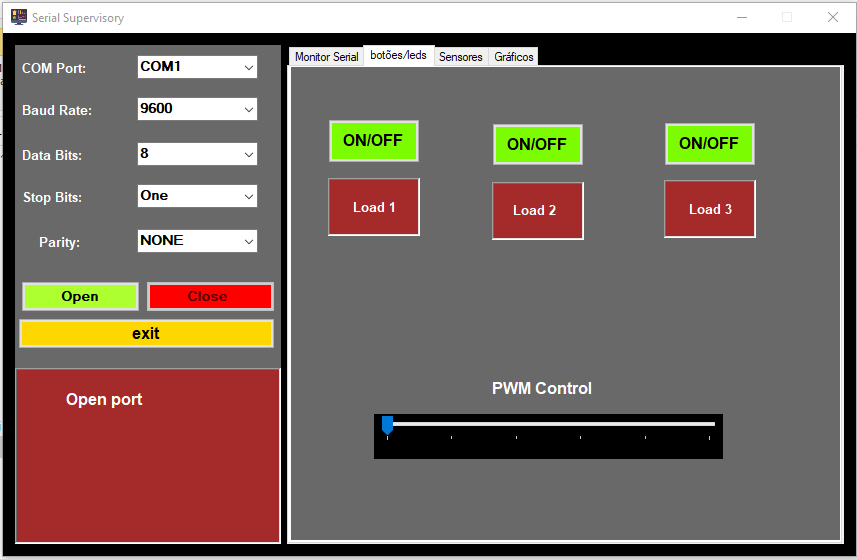 Serial Supervisory
COM Port: COM1
Baud Rate: 9600
Data Bits: 8
Stop Bits: One
Parity: NONE
Open Close
exit
Open port
Monitor Serial botões/leds Sensores Gráficos
ON/OFF ON/OFF ON/OFF
Load 1 Load 2 Load 3
PWM Control